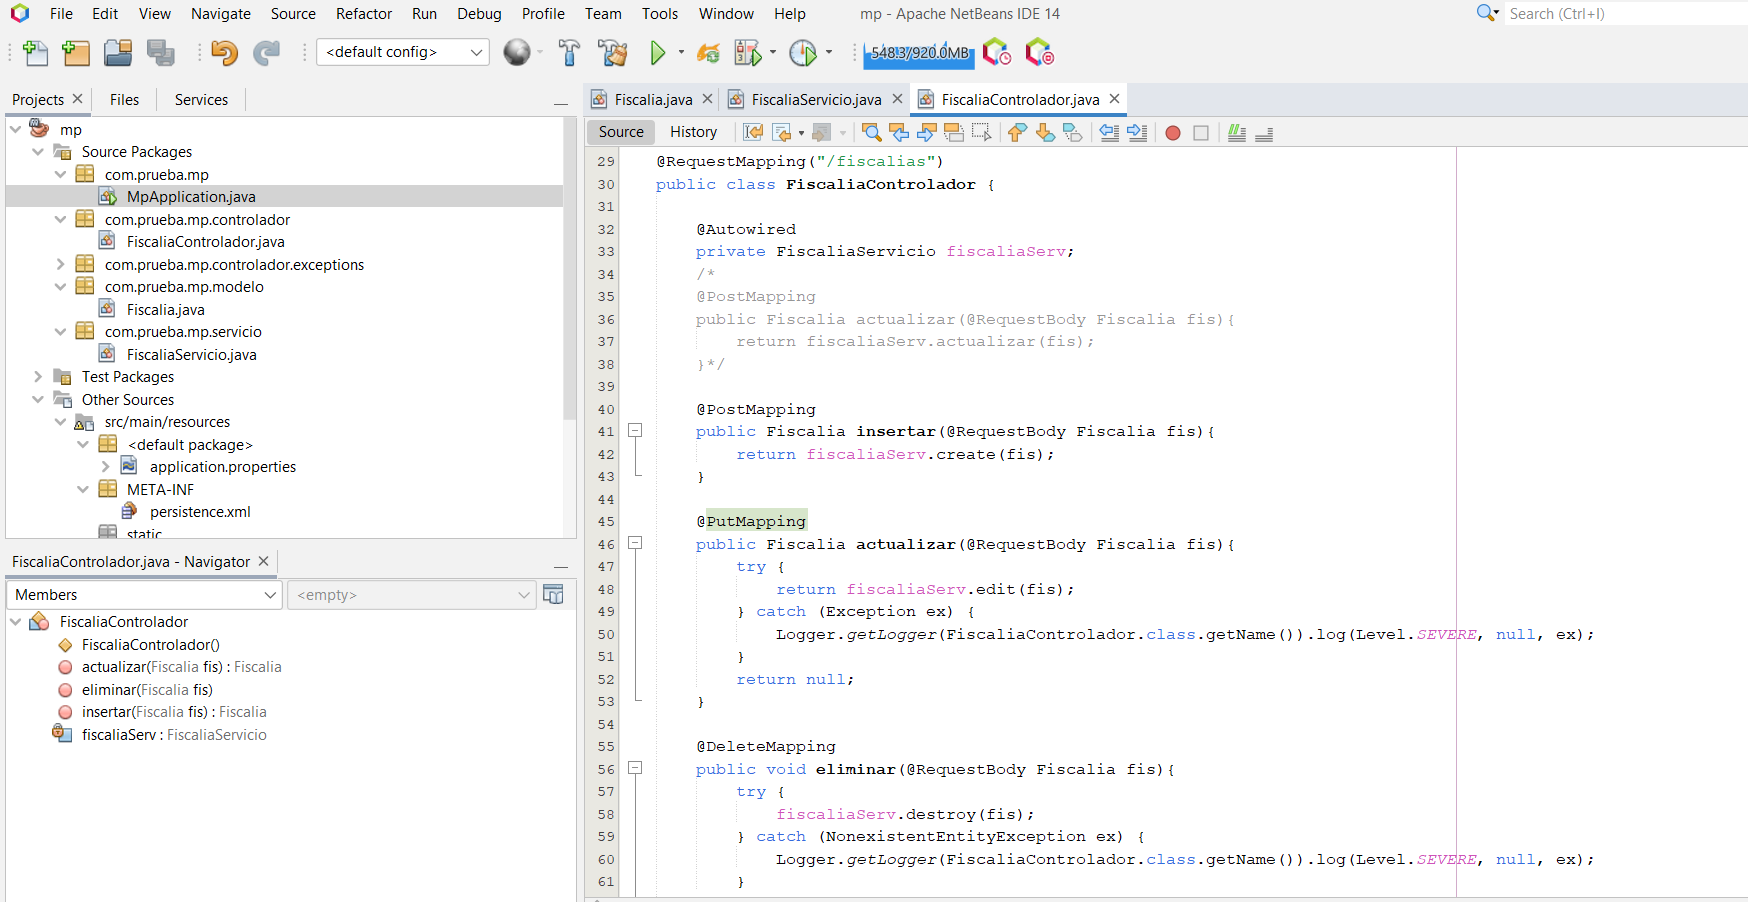 File Edit View Navigate Source Refactor Run Debug Profile Team Tools Window Help mp - Apache NetBeans IDE 14 Search (Ctrl+I)
<default config> 548.3/920.0MB
Projects Files Services
mp
Source Packages
com.prueba.mp
MpApplication.java
com.prueba.mp.controlador
FiscaliaControlador.java
com.prueba.mp.controlador.exceptions
com.prueba.mp.modelo
Fiscalia.java
com.prueba.mp.servicio
FiscaliaServicio.java
Test Packages
Other Sources
src/main/resources
<default package>
application.properties
META-INF
persistence.xml
static
FiscaliaControlador.java - Navigator
Members <empty>
FiscaliaControlador
FiscaliaControlador()
actualizar(Fiscalia fis) : Fiscalia
eliminar(Fiscalia fis)
insertar(Fiscalia fis) : Fiscalia
fiscaliaServ : FiscaliaServicio
Fiscalia.java FiscaliaServicio.java FiscaliaControlador.java
Source History
29 @RequestMapping("/fiscalias")
30 public class FiscaliaControlador {
31
32 @Autowired
33 private FiscaliaServicio fiscaliaServ;
34 /*
35 @PostMapping
36 public Fiscalia actualizar(@RequestBody Fiscalia fis){
37 return fiscaliaServ.actualizar(fis);
38 }*/
39
40 @PostMapping
41 public Fiscalia insertar(@RequestBody Fiscalia fis){
42 return fiscaliaServ.create(fis);
43 }
44
45 @PutMapping
46 public Fiscalia actualizar(@RequestBody Fiscalia fis){
47 try {
48 return fiscaliaServ.edit(fis);
49 } catch (Exception ex) {
50 Logger.getLogger(FiscaliaControlador.class.getName()).log(Level.SEVERE, null, ex);
51 }
52 return null;
53 }
54
55 @DeleteMapping
56 public void eliminar(@RequestBody Fiscalia fis){
57 try {
58 fiscaliaServ.destroy(fis);
59 } catch (NonexistentEntityException ex) {
60 Logger.getLogger(FiscaliaControlador.class.getName()).log(Level.SEVERE, null, ex);
61 }